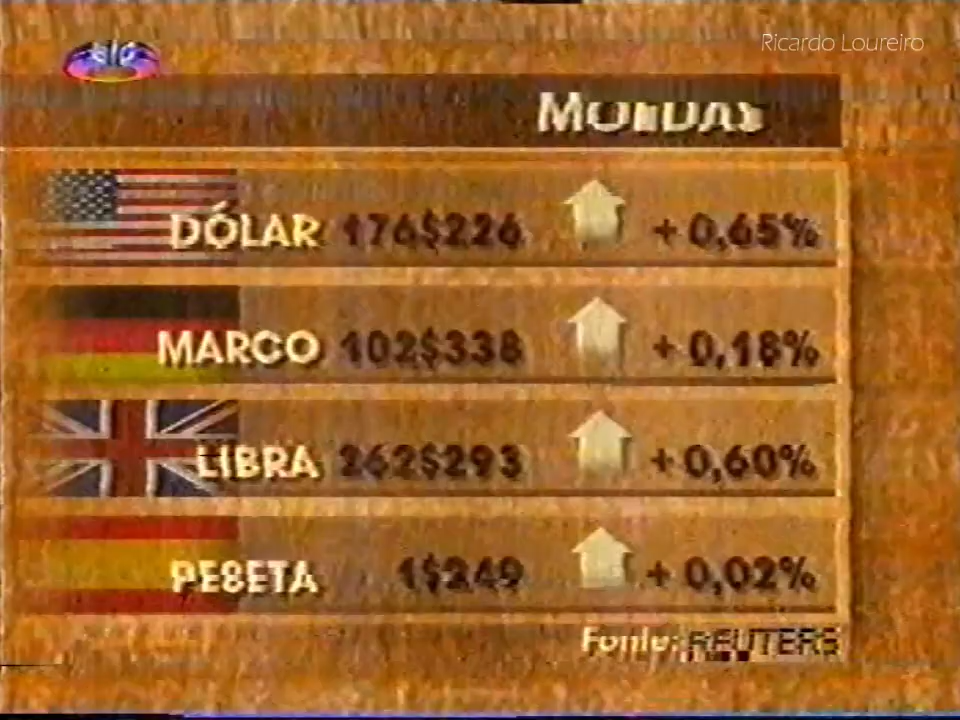 Ricardo Loureiro
sic
MOEDAS
DÓLAR 176$226 +0,65%
MARCO 102$338 +0,18%
LIBRA 262$293 +0,60%
PESETA 1$249 +0,02%
Fonte: REUTERS